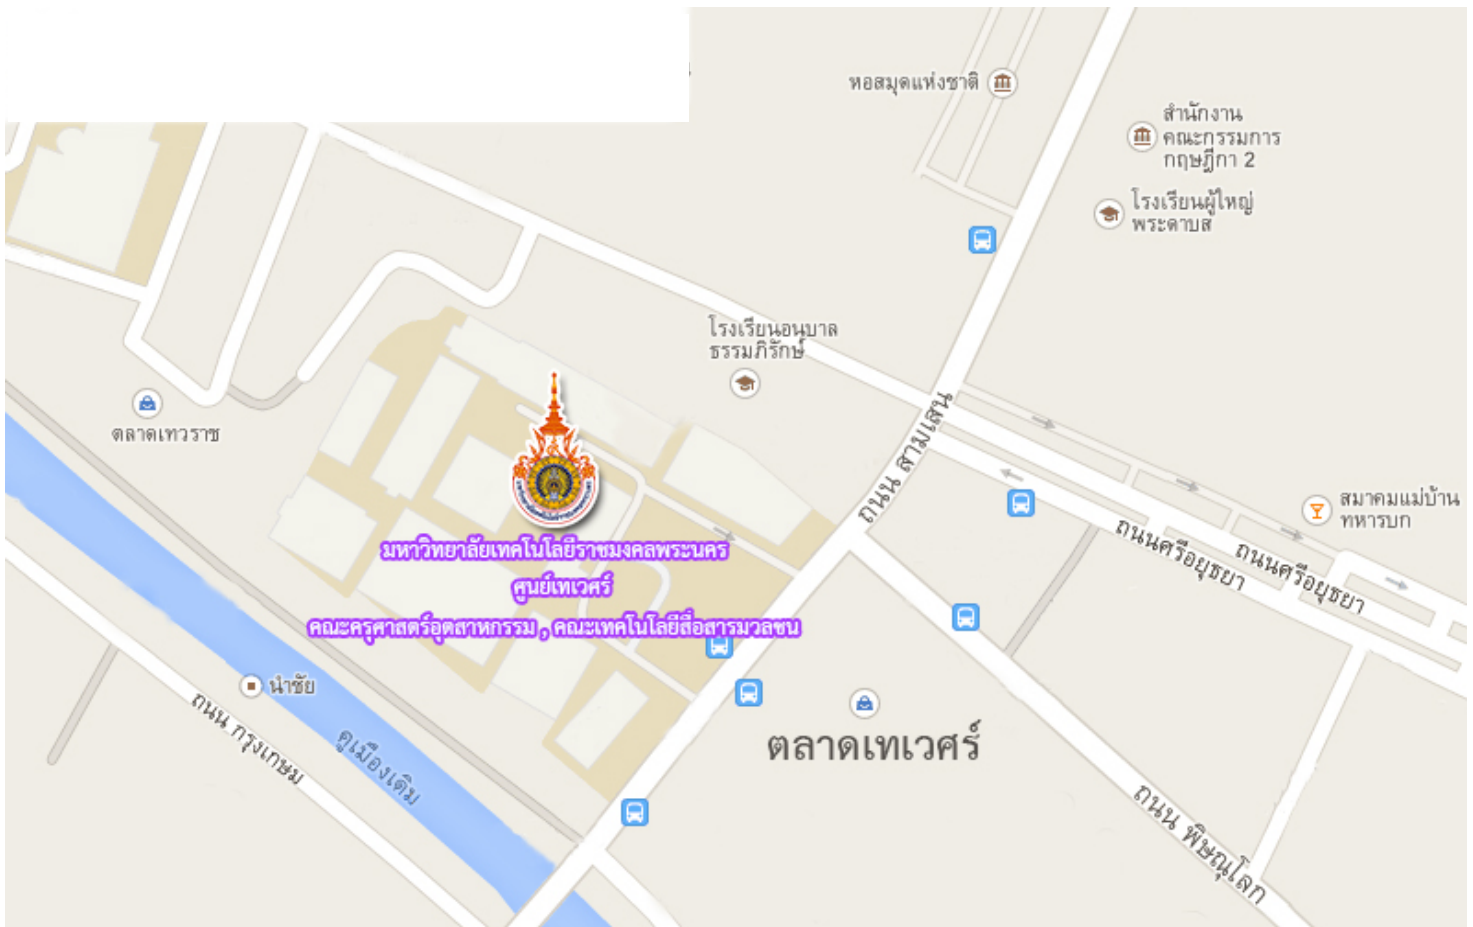 หอสมุดแห่งชาติ
สำนักงาน
คณะกรรมการ
กฤษฎีกา 2
โรงเรียนผู้ใหญ่
พระดาบส
โรงเรียนอนุบาล
ธรรมภิรักษ์
ตลาดเทวราช
ถนน สามเสน
สมาคมแม่บ้าน
ทหารบก
ถนนศรีอยุธยา
ถนนศรีอยุธยา
มหาวิทยาลัยเทคโนโลยีราชมงคลพระนคร
ศูนย์เทเวศร์
คณะครุศาสตร์อุตสาหกรรม , คณะเทคโนโลยีสื่อสารมวลชน
นำชัย
ถนน กรุงเกษม
คูเมืองเดิม
ตลาดเทเวศร์
ถนน พิษณุโลก